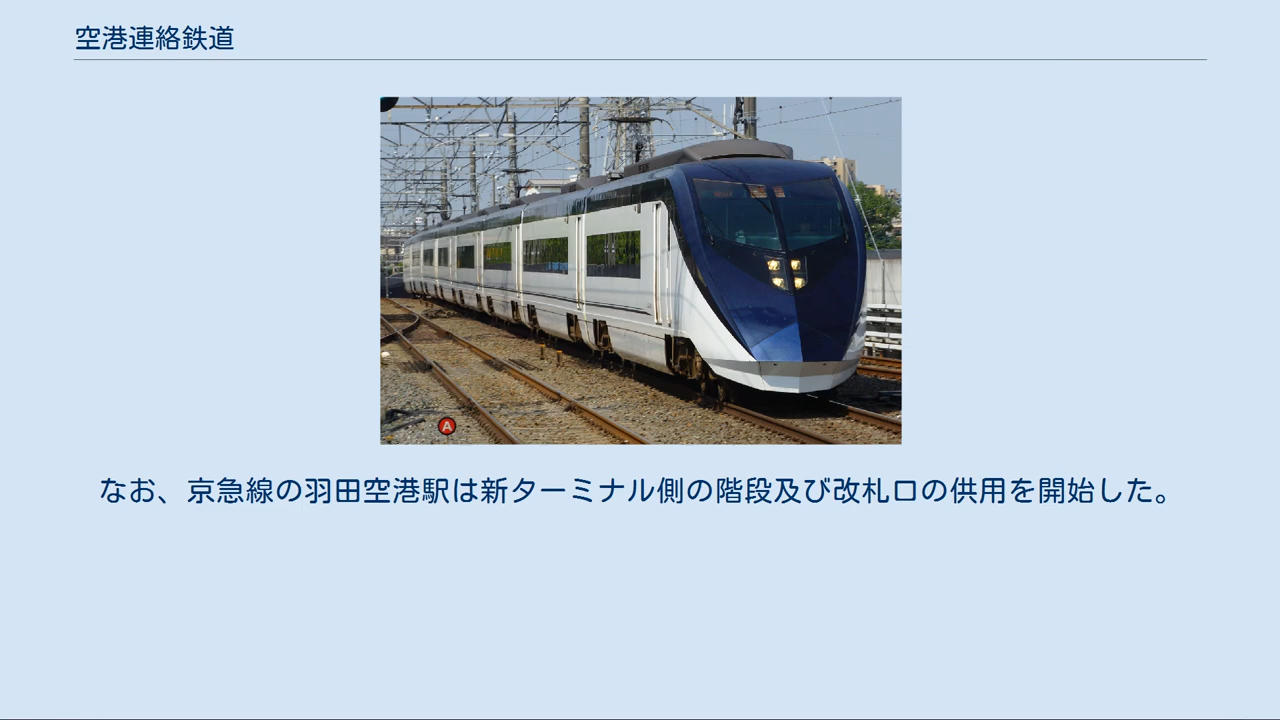 空港連絡鉄道
A
なお、京急線の羽田空港駅は新ターミナル側の階段及び改札口の供用を開始した。